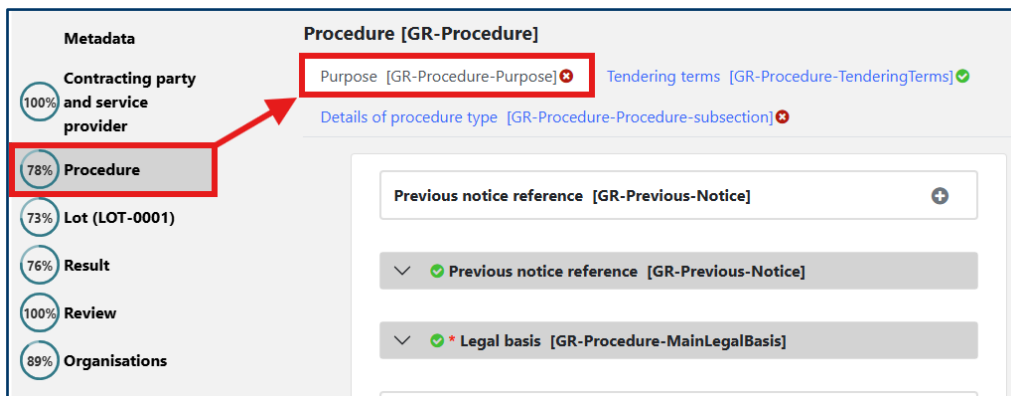 Metadata
100% Contracting party
and service
provider
78% Procedure
73% Lot (LOT-0001)
76% Result
100% Review
89% Organisations
Procedure [GR-Procedure]
Purpose [GR-Procedure-Purpose] Tendering terms [GR-Procedure-TenderingTerms]
Details of procedure type [GR-Procedure-Procedure-subsection]
Previous notice reference [GR-Previous-Notice]
Previous notice reference [GR-Previous-Notice]
* Legal basis [GR-Procedure-MainLegalBasis]